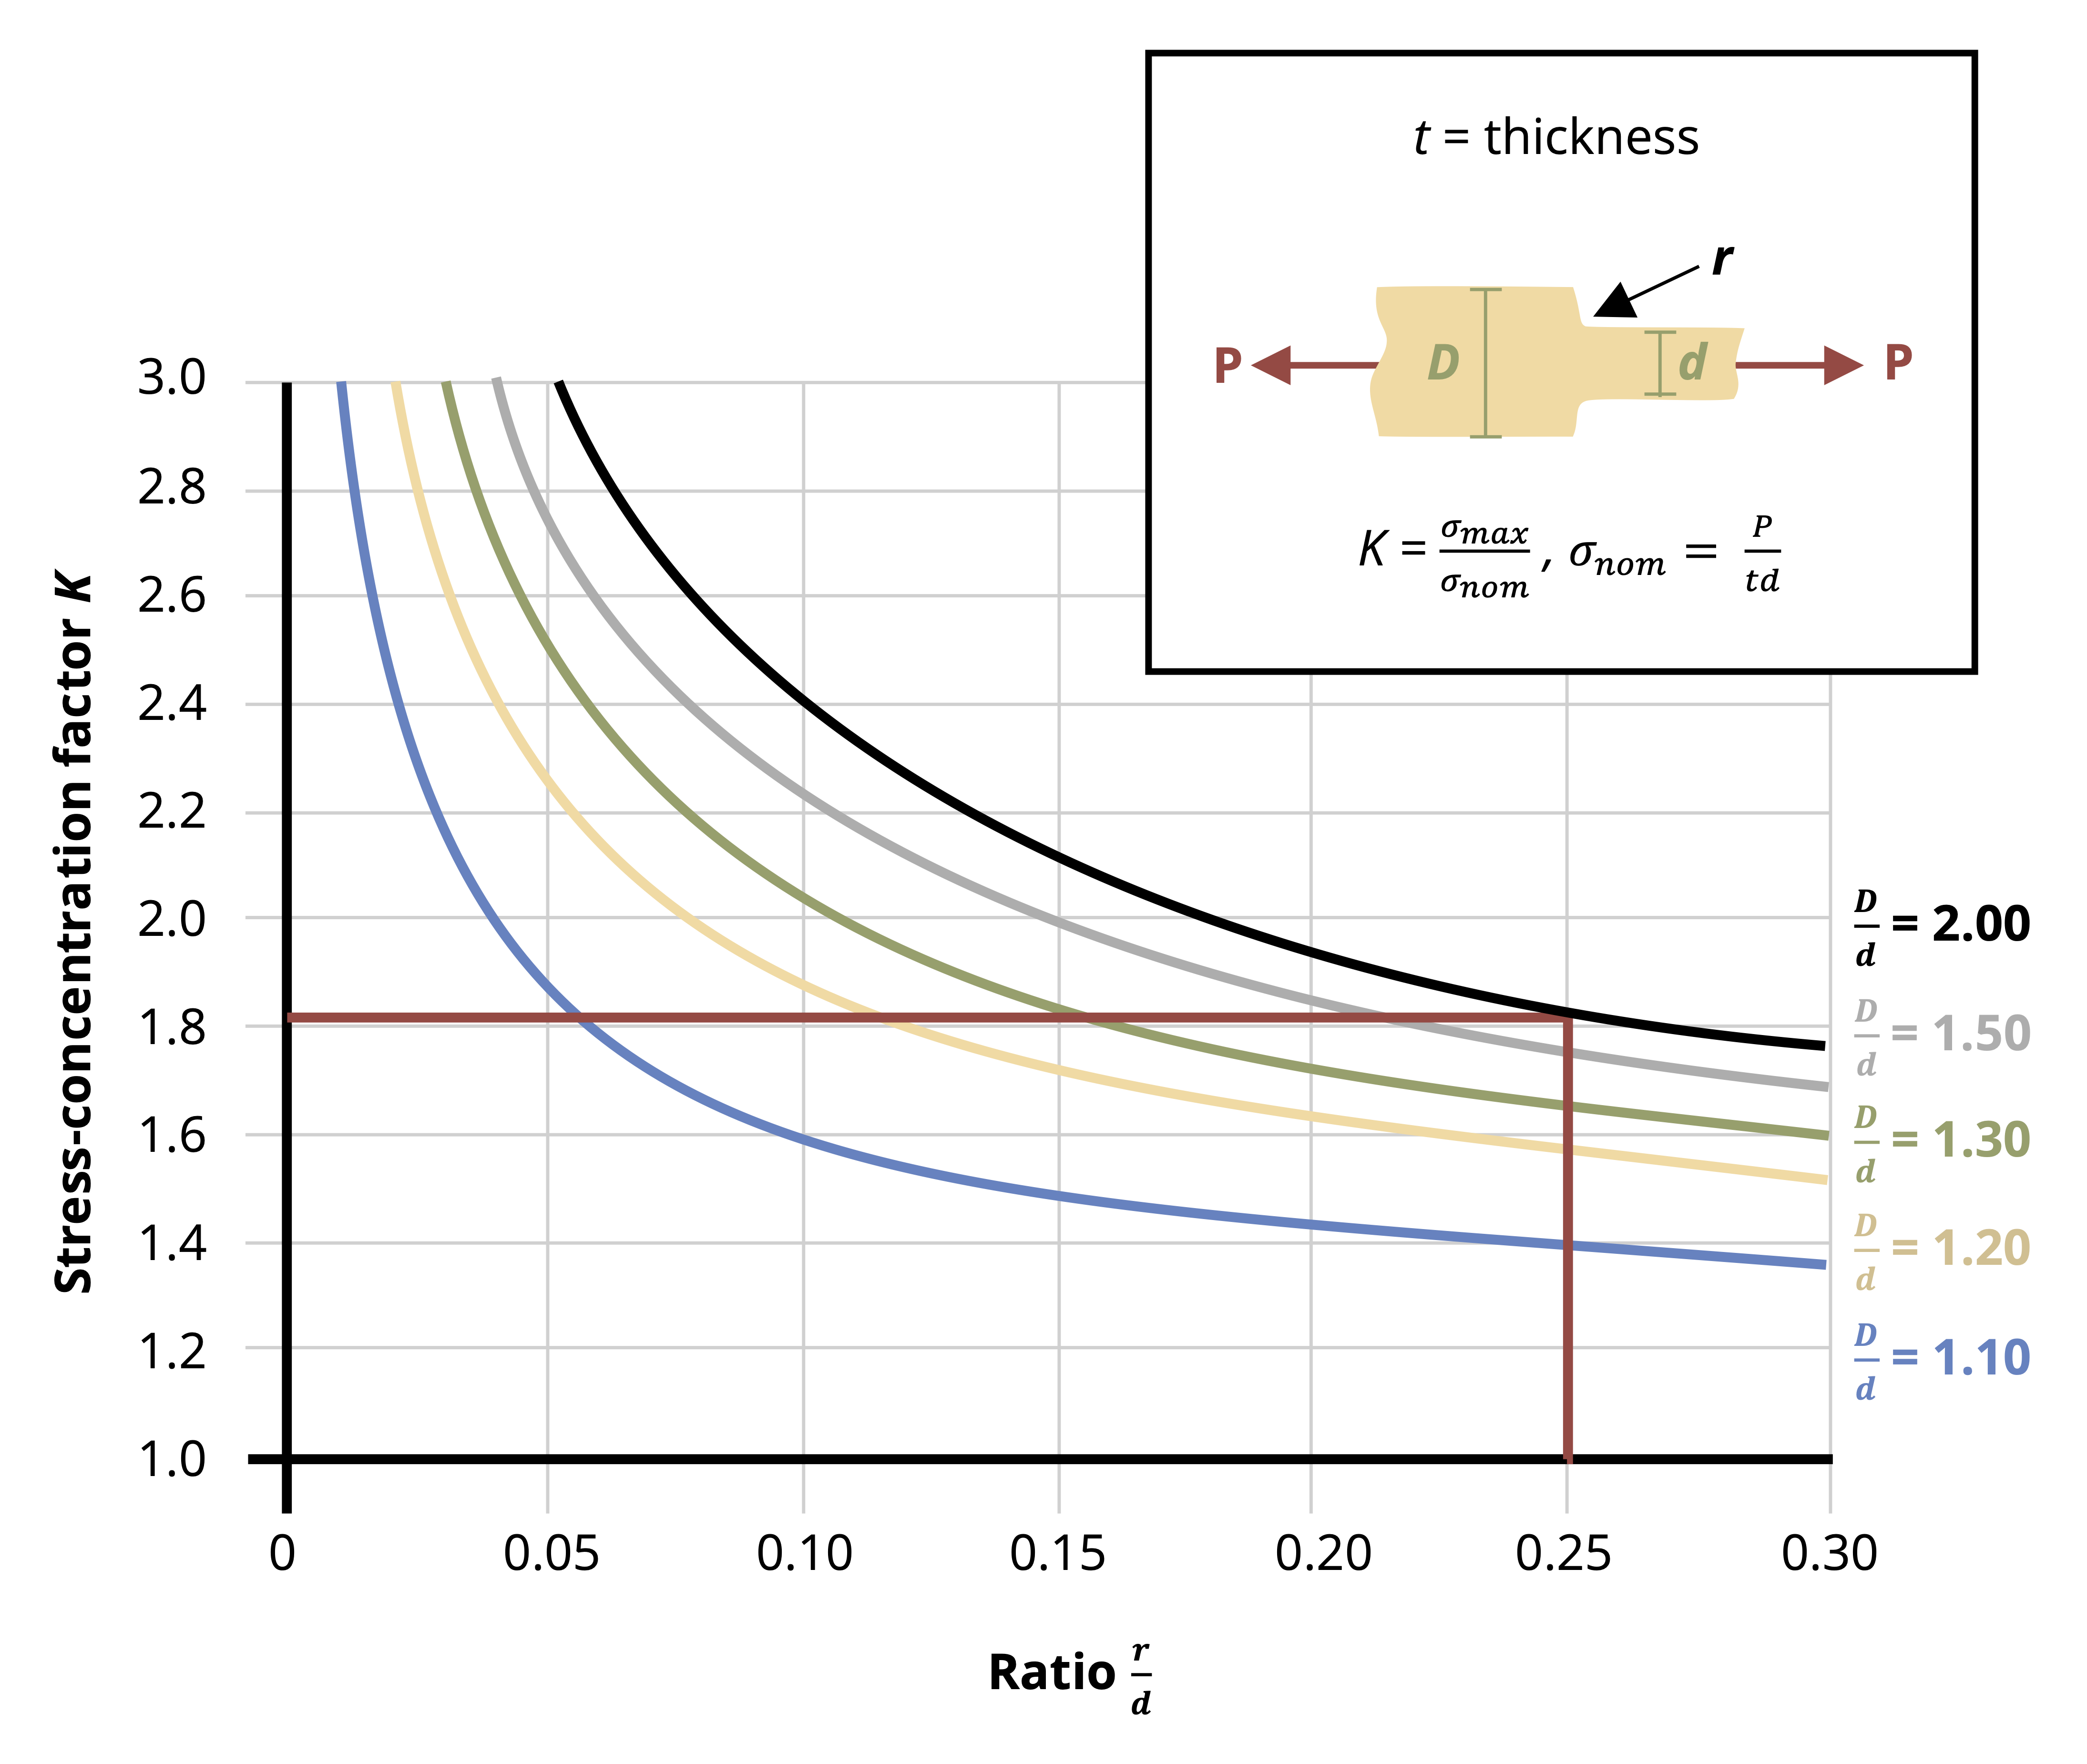 t = thickness
r
P
D
d
P
K = σmax/σnom, σnom = P/td
Stress-concentration factor K
3.0
2.8
2.6
2.4
2.2
2.0
1.8
1.6
1.4
1.2
1.0
D/d = 2.00
D/d = 1.50
D/d = 1.30
D/d = 1.20
D/d = 1.10
0 0.05 0.10 0.15 0.20 0.25 0.30
Ratio r/d